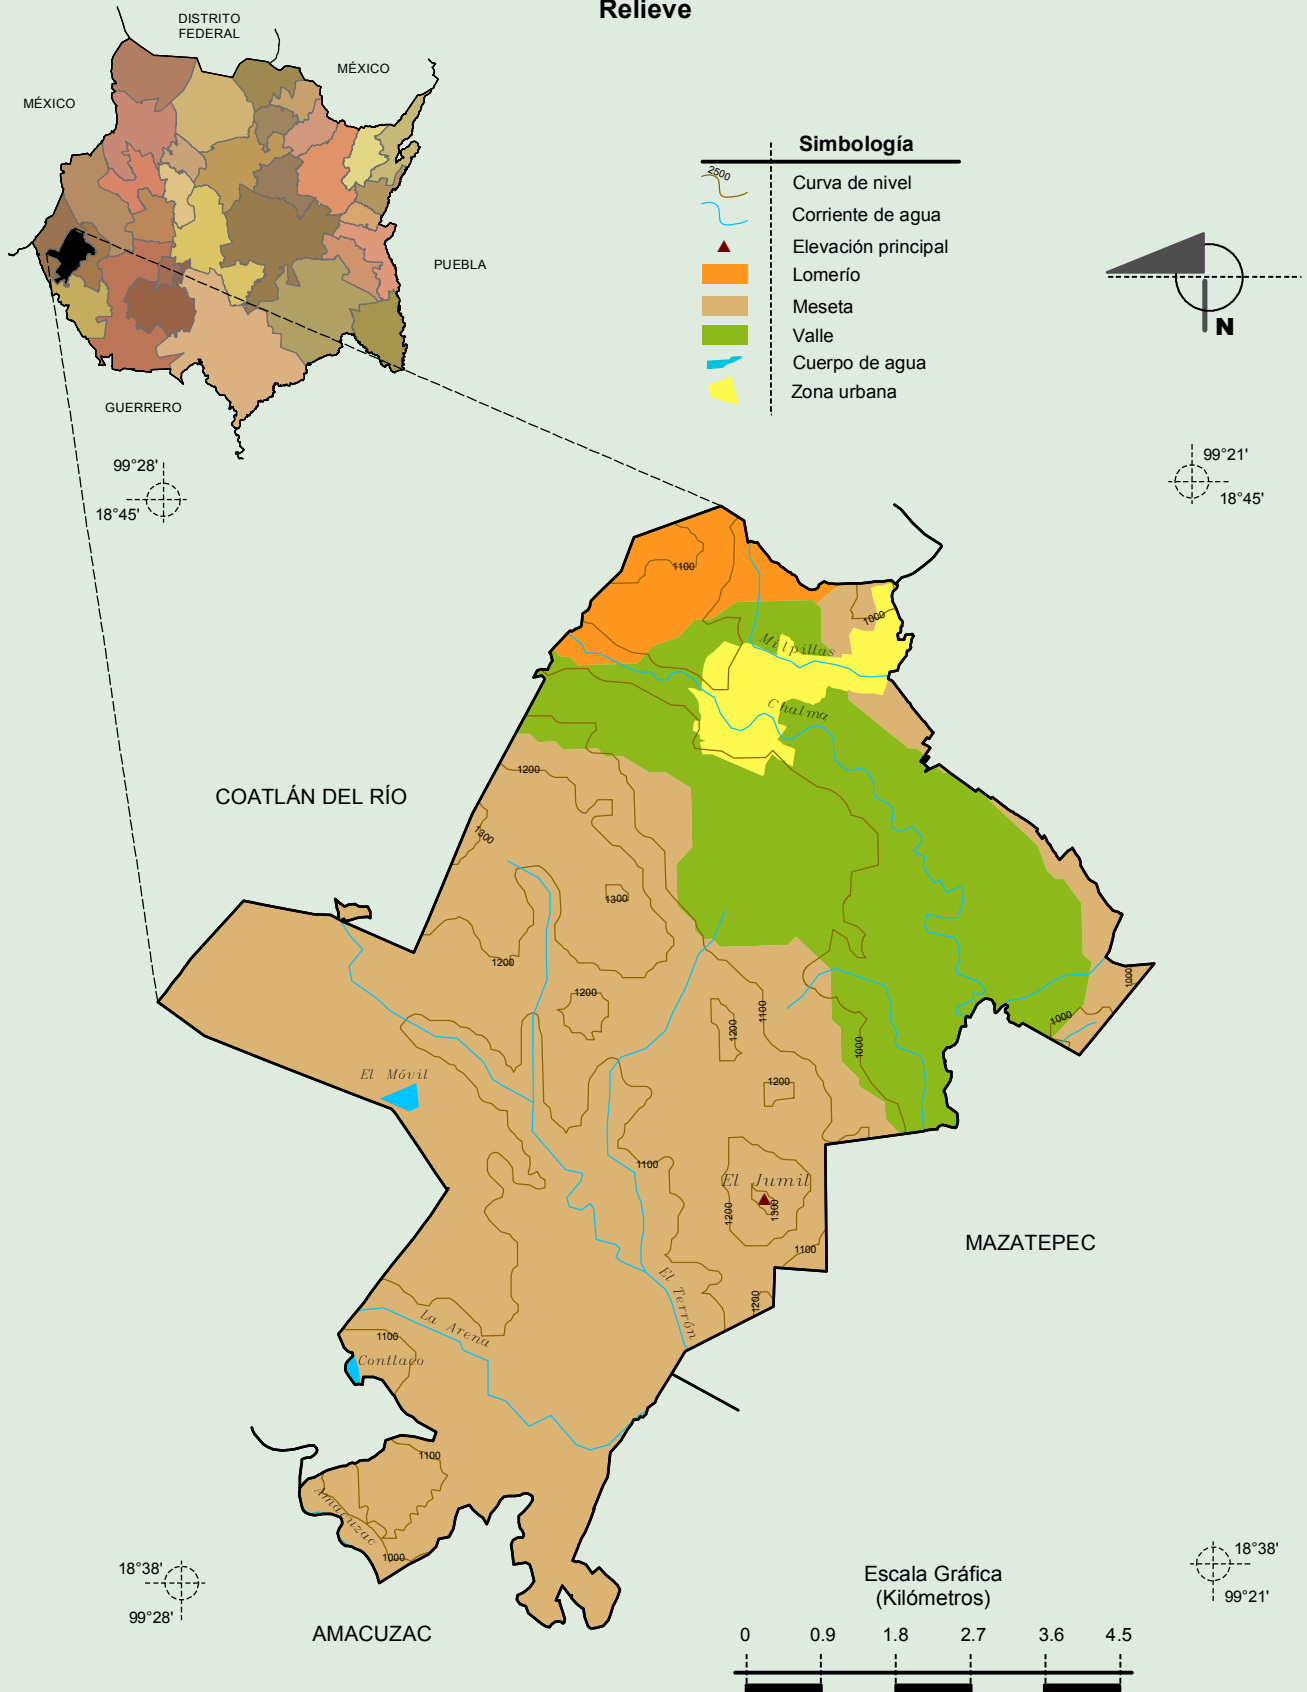 Relieve
DISTRITO
FEDERAL
MÉXICO
MÉXICO
PUEBLA
GUERRERO
Simbología
2500
Curva de nivel
Corriente de agua
Elevación principal
Lomerío
Meseta
Valle
Cuerpo de agua
Zona urbana
N
99°28'
18°45'
99°21'
18°45'
1100
1000
Milpillas
Chalma
COATLÁN DEL RÍO
1200
1300
1300
1200
1200
1100
1200
1000
1000
1000
El Móvil
1200
1100
El Jumil
1200
1300
1100
1200
MAZATEPEC
El Terrón
La Arena
1100
Contlaco
1100
Amacuzac
1000
18°38'
99°28'
AMACUZAC
18°38'
99°21'
Escala Gráfica
(Kilómetros)
0 0.9 1.8 2.7 3.6 4.5